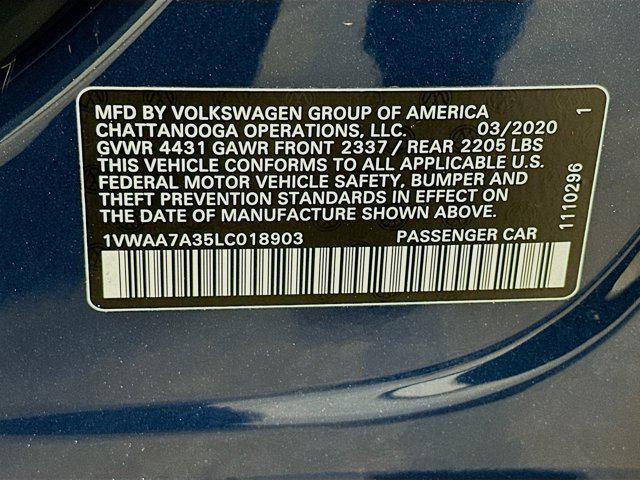 MFD BY VOLKSWAGEN GROUP OF AMERICA
CHATTANOOGA OPERATIONS, LLC. 03/2020 1
GVWR 4431 GAWR FRONT 2337 / REAR 2205 LBS
THIS VEHICLE CONFORMS TO ALL APPLICABLE U.S.
FEDERAL MOTOR VEHICLE SAFETY, BUMPER AND
THEFT PREVENTION STANDARDS IN EFFECT ON
THE DATE OF MANUFACTURE SHOWN ABOVE.
1VWAA7A35LC018903 PASSENGER CAR
1110296